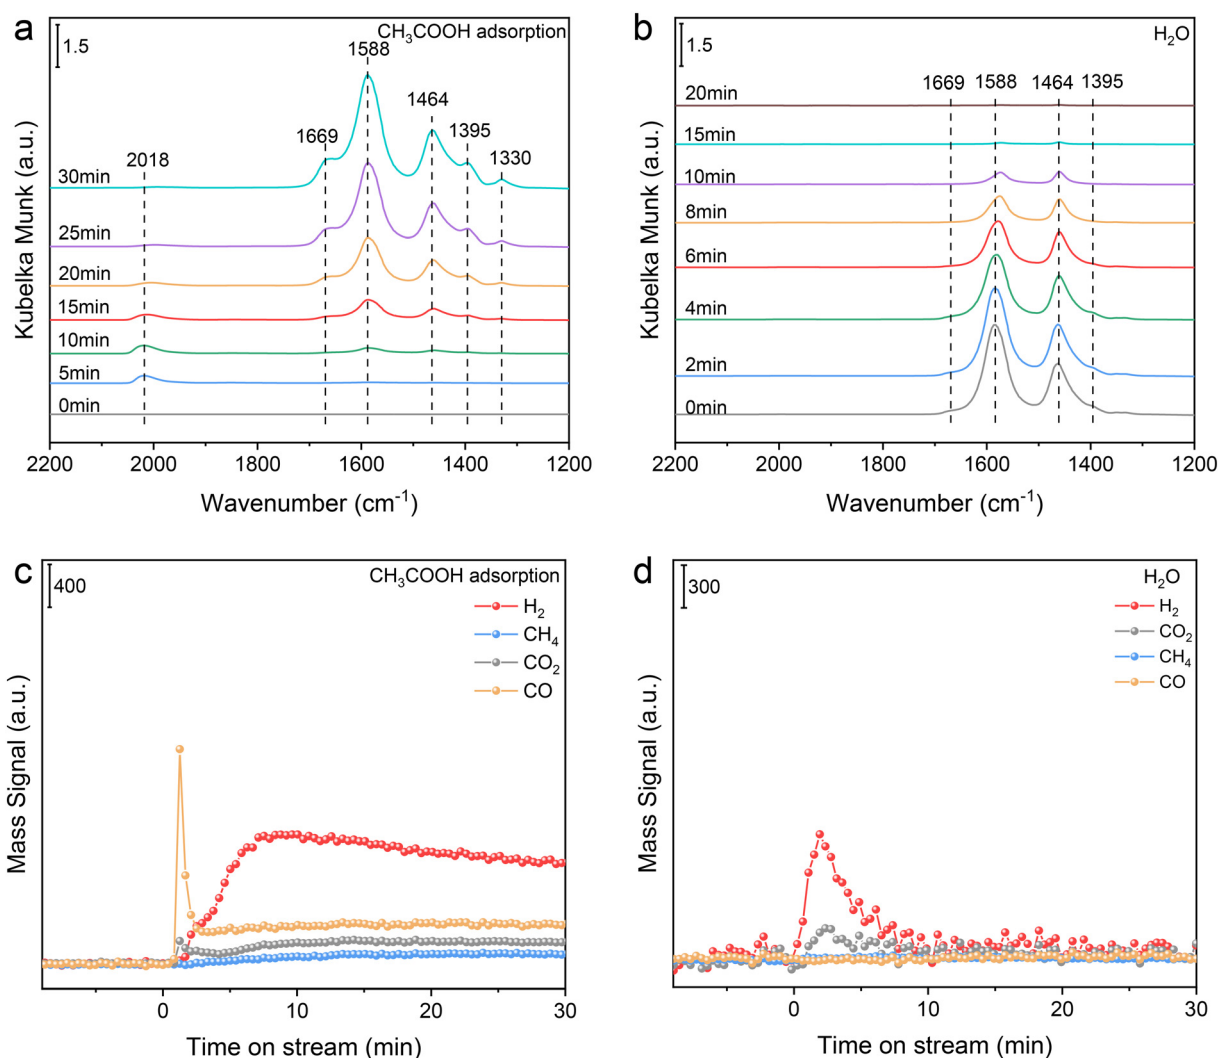 a
CH₃COOH adsorption
1.5
1588
1464
1669
1395
2018
1330
30min
25min
20min
15min
10min
5min
0min
Kubelka Munk (a.u.)
2200 2000 1800 1600 1400 1200
Wavenumber (cm⁻¹)
b
H₂O
1.5
1669 1588 1464 1395
20min
15min
10min
8min
6min
4min
2min
0min
Kubelka Munk (a.u.)
2200 2000 1800 1600 1400 1200
Wavenumber (cm⁻¹)
c
CH₃COOH adsorption
400
H₂
CH₄
CO₂
CO
Mass Signal (a.u.)
0 10 20 30
Time on stream (min)
d
H₂O
300
H₂
CO₂
CH₄
CO
Mass Signal (a.u.)
0 10 20 30
Time on stream (min)